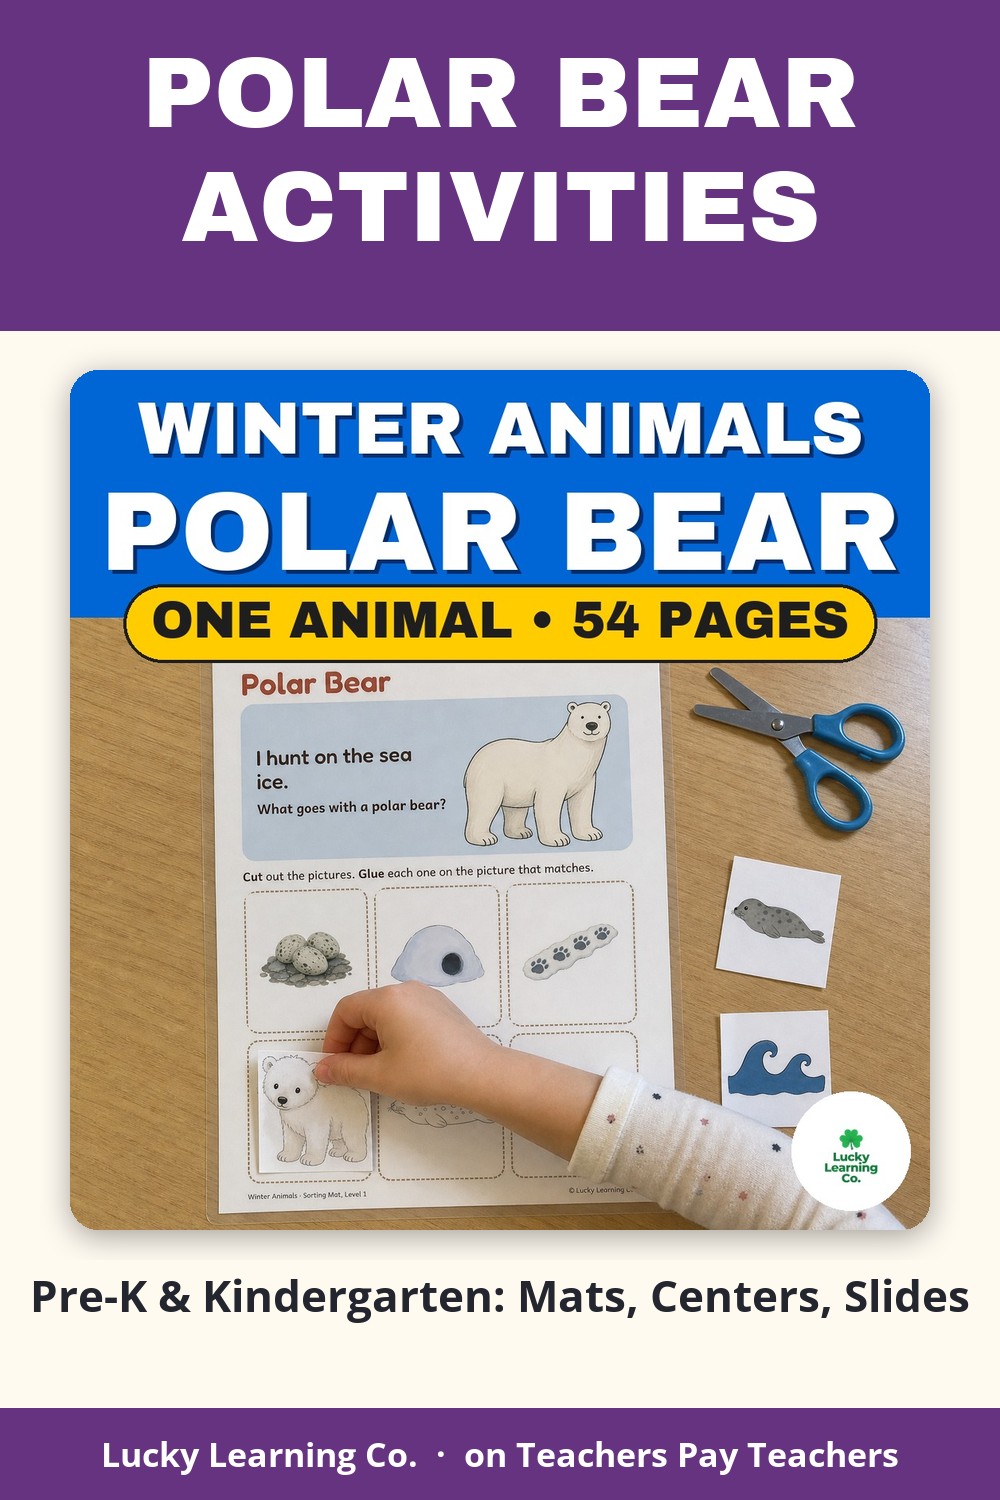 POLAR BEAR
ACTIVITIES
WINTER ANIMALS
POLAR BEAR
ONE ANIMAL • 54 PAGES
Polar Bear
I hunt on the sea
ice.
What goes with a polar bear?
Cut out the pictures. Glue each one on the picture that matches.
Winter Animals - Sorting Mat, Level 1
© Lucky Learning
Lucky
Learning
Co.
Pre-K & Kindergarten: Mats, Centers, Slides
Lucky Learning Co. · on Teachers Pay Teachers